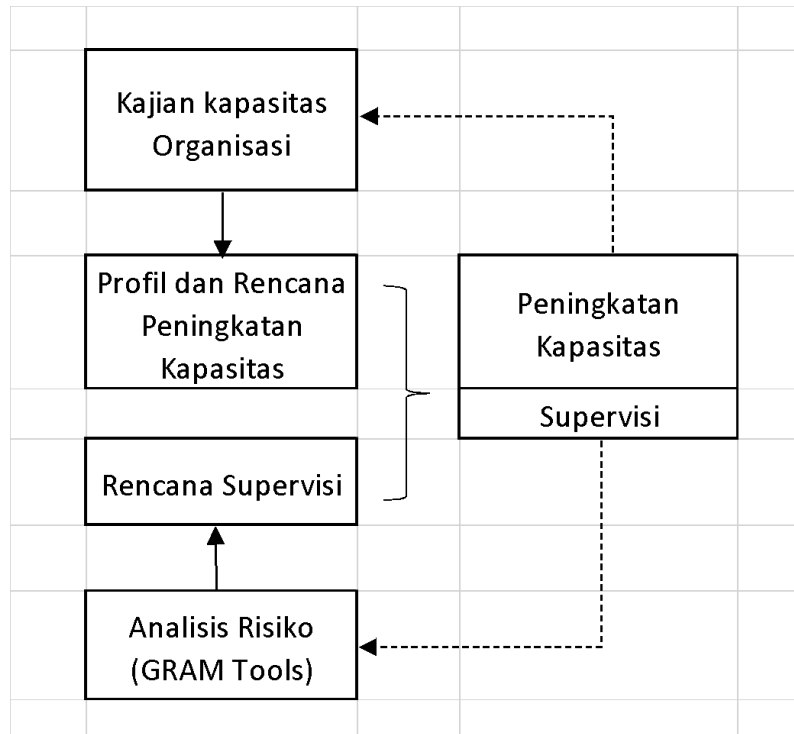 Kajian kapasitas
Organisasi
Profil dan Rencana
Peningkatan
Kapasitas
Peningkatan
Kapasitas
Supervisi
Rencana Supervisi
Analisis Risiko
(GRAM Tools)